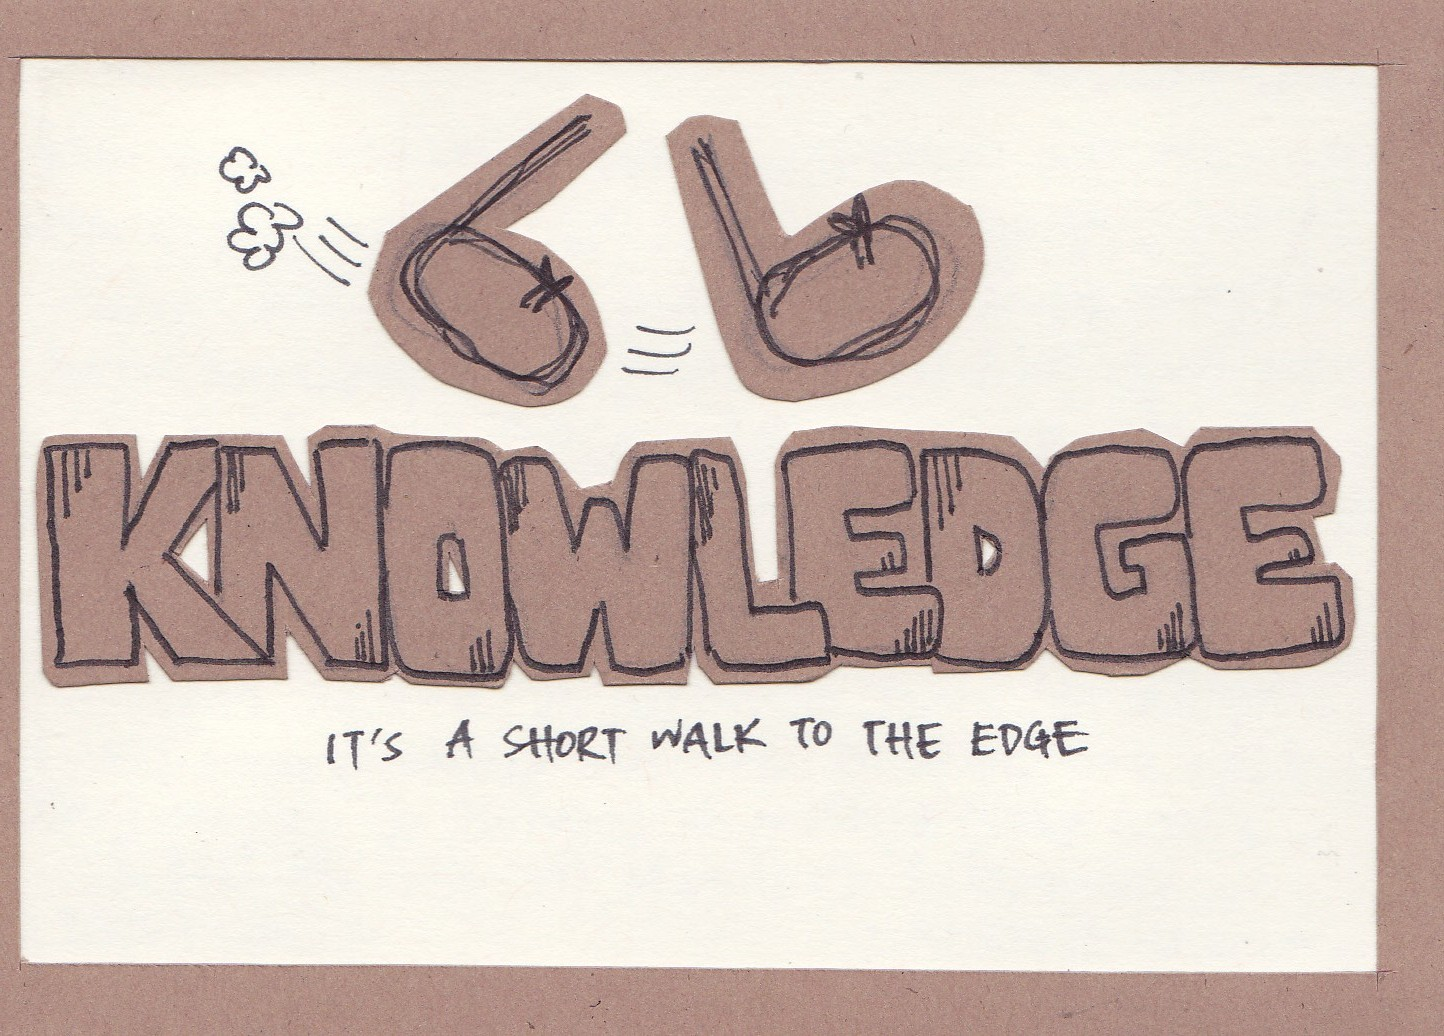 KNOWLEDGE
IT'S A SHORT WALK TO THE EDGE